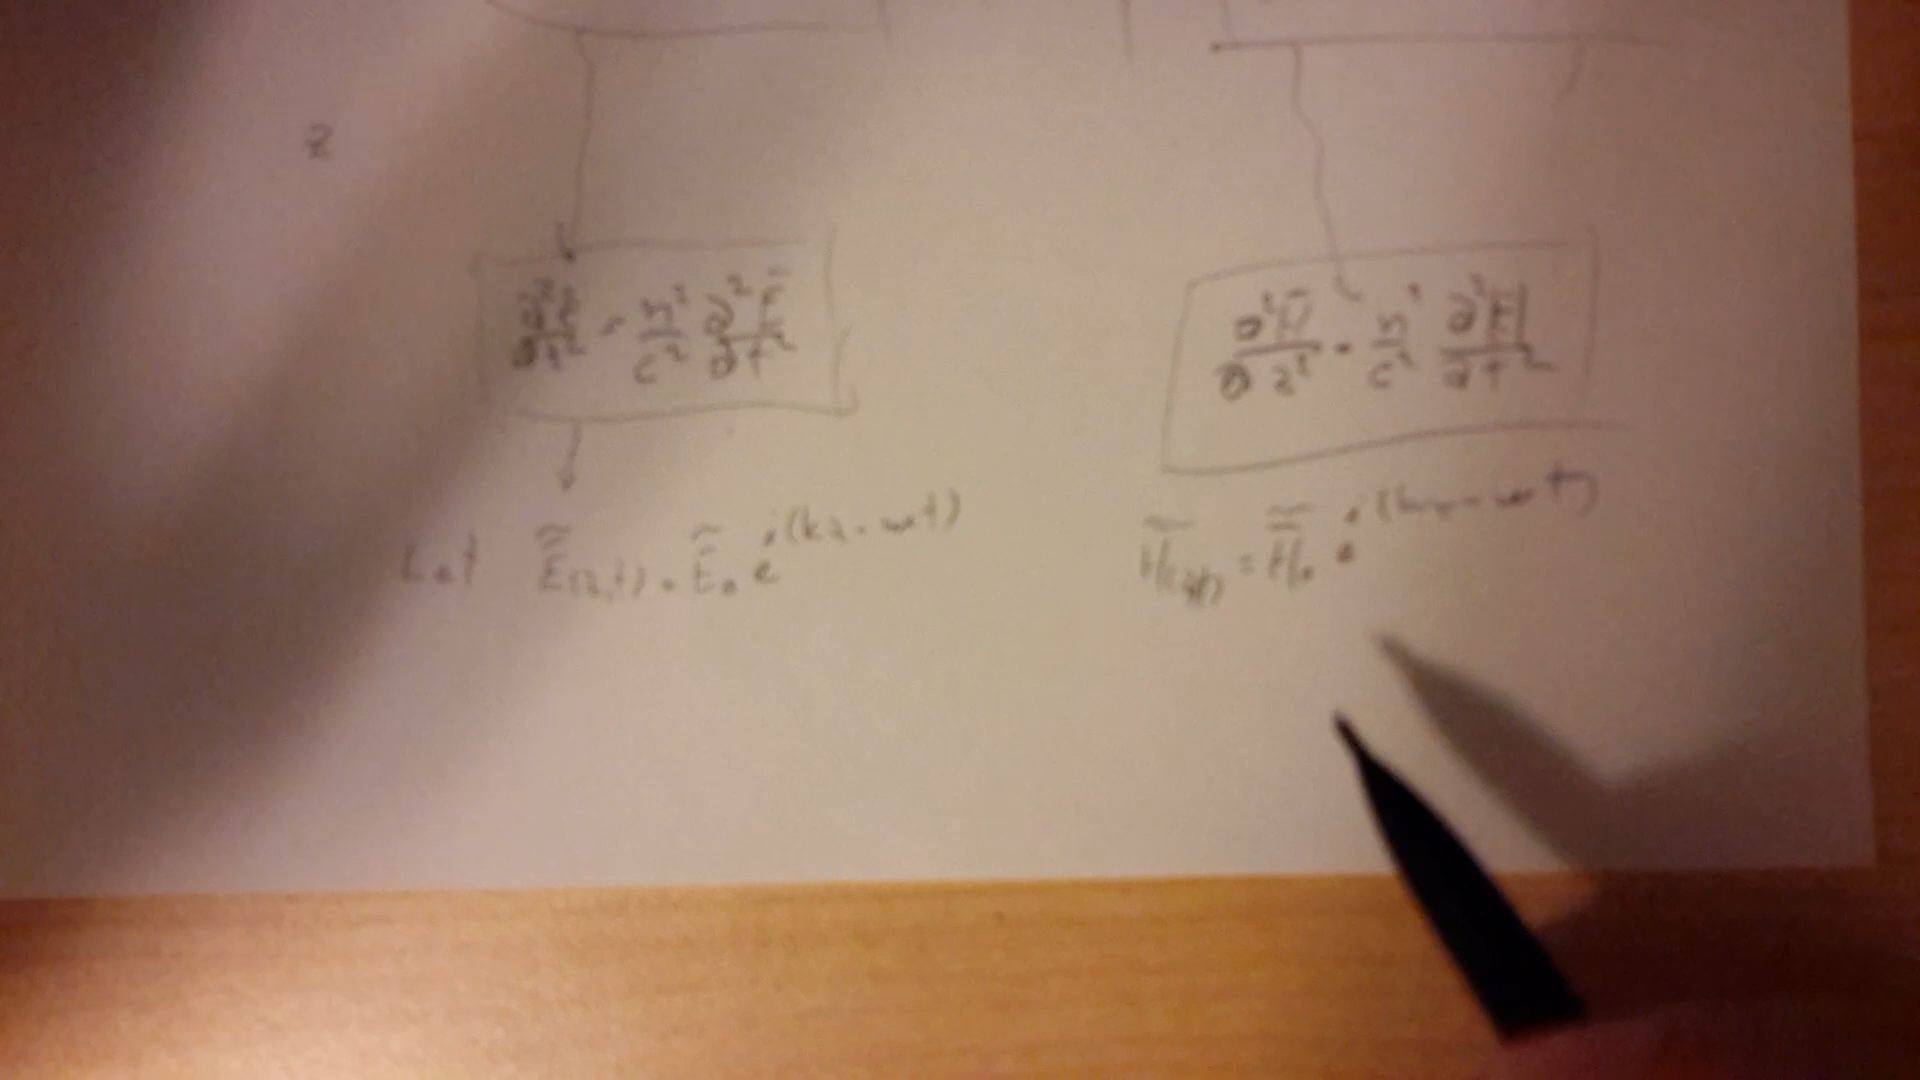 z
∂²Ẽ/∂z² = n²/c² ∂²Ẽ/∂t²
∂²H̃/∂z² = n²/c² ∂²H̃/∂t²
Let Ẽ(z,t) = Ẽ₀ e^i(kz-ωt)
H̃(z,t) = H̃₀ e^i(kz-ωt)